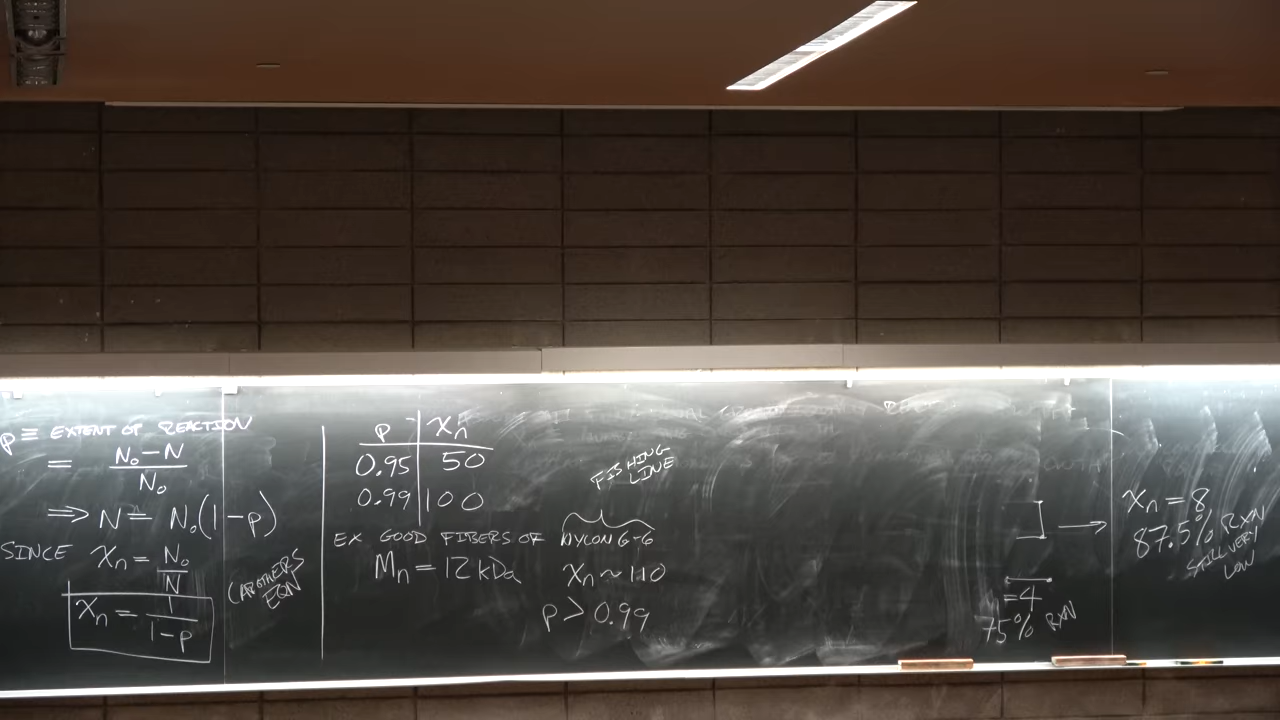 p ≡ EXTENT OF REACTION
= N₀ − N / N₀
⟹ N = N₀(1 − p)
SINCE Xₙ = N₀ / N
Xₙ = 1 / 1 − p
(CAROTHERS
EQN
p | Xₙ
0.95 | 50
0.99 | 100
EX GOOD FIBERS OF NYLON 6-6
FISHING
LINE
Mₙ = 12 kDa
Xₙ ~ 110
p > 0.99
= 4
75% RXN
→
Xₙ = 8
87.5% RXN
STILL VERY
LOW